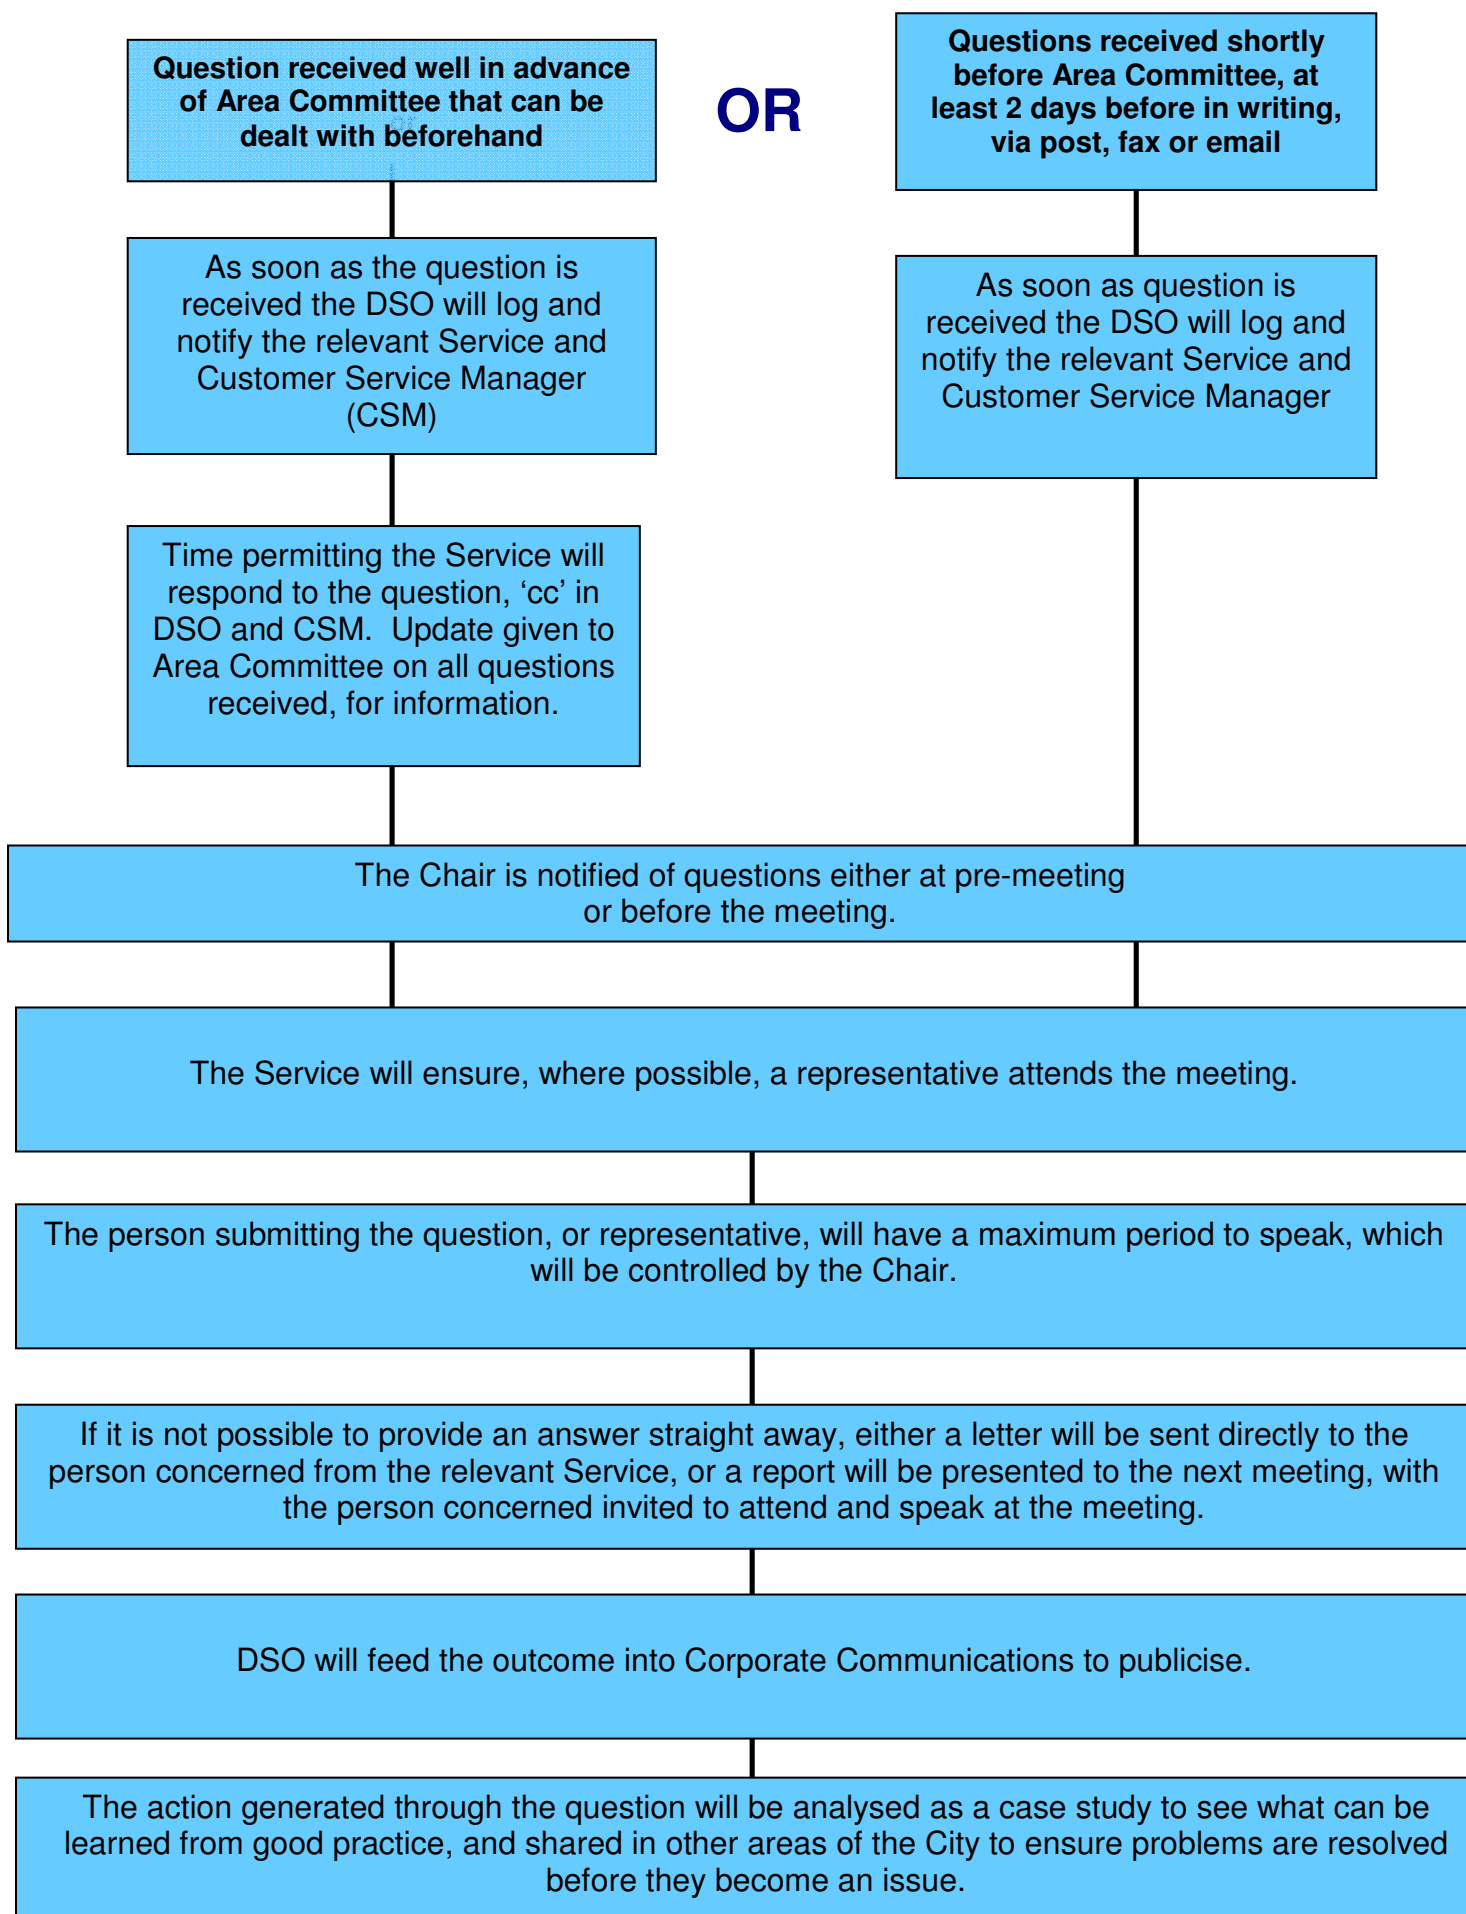 Question received well in advance
of Area Committee that can be
dealt with beforehand
or
OR
Questions received shortly
before Area Committee, at
least 2 days before in writing,
via post, fax or email
As soon as the question is
received the DSO will log and
notify the relevant Service and
Customer Service Manager
(CSM)
As soon as question is
received the DSO will log and
notify the relevant Service and
Customer Service Manager
Time permitting the Service will
respond to the question, ‘cc’ in
DSO and CSM.  Update given to
Area Committee on all questions
received, for information.
The Chair is notified of questions either at pre-meeting
or before the meeting.
The Service will ensure, where possible, a representative attends the meeting.
The person submitting the question, or representative, will have a maximum period to speak, which
will be controlled by the Chair.
If it is not possible to provide an answer straight away, either a letter will be sent directly to the
person concerned from the relevant Service, or a report will be presented to the next meeting, with
the person concerned invited to attend and speak at the meeting.
DSO will feed the outcome into Corporate Communications to publicise.
The action generated through the question will be analysed as a case study to see what can be
learned from good practice, and shared in other areas of the City to ensure problems are resolved
before they become an issue.